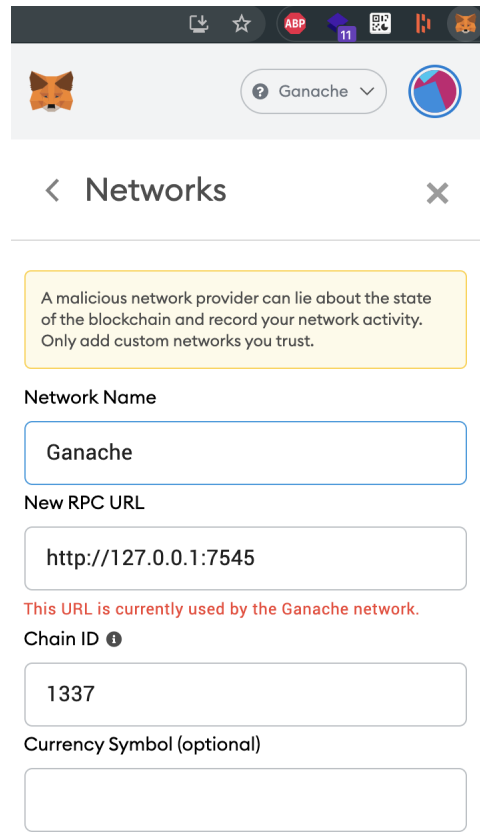 ABP
11
Ganache
Networks
A malicious network provider can lie about the state
of the blockchain and record your network activity.
Only add custom networks you trust.
Network Name
Ganache
New RPC URL
http://127.0.0.1:7545
This URL is currently used by the Ganache network.
Chain ID
1337
Currency Symbol (optional)